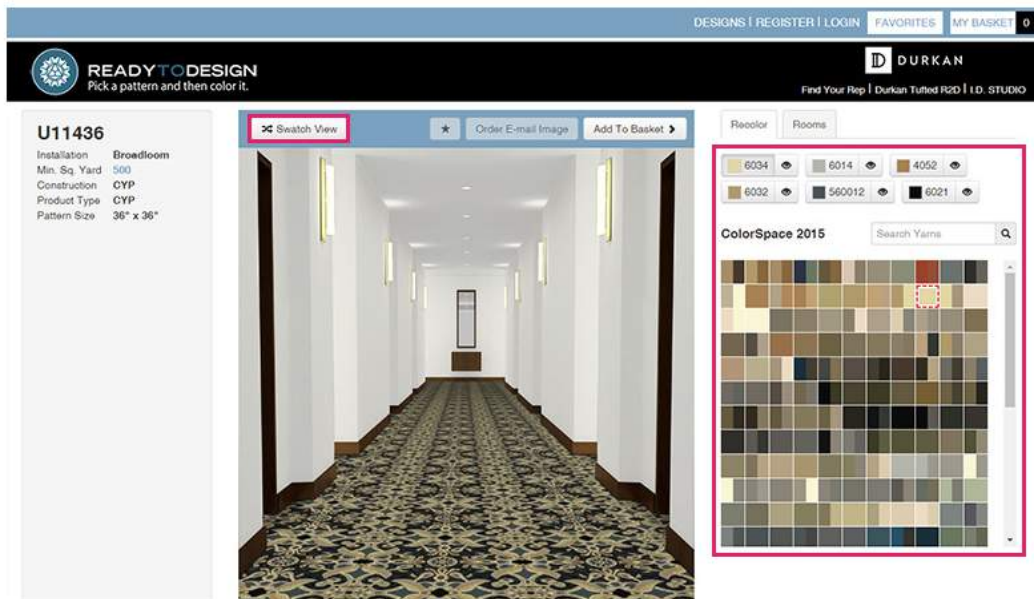 DESIGNS | REGISTER | LOGIN FAVORITES MY BASKET 0
READYTODESIGN
Pick a pattern and then color it.
DURKAN
Find Your Rep | Durkan Tufted R2D | I.D. STUDIO
U11436
Installation Broadloom
Min. Sq. Yard 500
Construction CYP
Product Type CYP
Pattern Size 36" x 36"
Swatch View
Order E-mail Image
Add To Basket
Recolor Rooms
6034 6014 4052
6032 560012 6021
ColorSpace 2015 Search Yarns